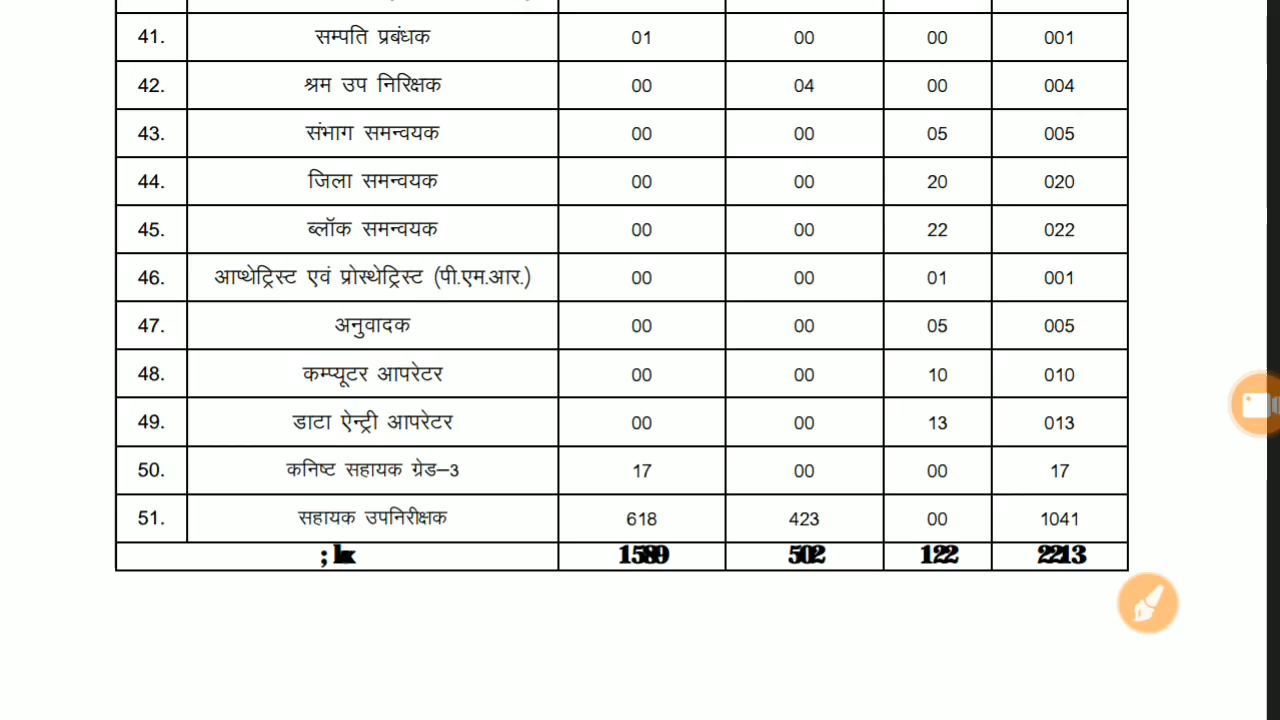 41. सम्पति प्रबंधक 01 00 00 001
42. श्रम उप निरिक्षक 00 04 00 004
43. संभाग समन्वयक 00 00 05 005
44. जिला समन्वयक 00 00 20 020
45. ब्लॉक समन्वयक 00 00 22 022
46. आप्थेट्रिस्ट एवं प्रोस्थेट्रिस्ट (पी.एम.आर.) 00 00 01 001
47. अनुवादक 00 00 05 005
48. कम्प्यूटर आपरेटर 00 00 10 010
49. डाटा ऐन्ट्री आपरेटर 00 00 13 013
50. कनिष्ट सहायक ग्रेड–3 17 00 00 17
51. सहायक उपनिरीक्षक 618 423 00 1041
1589 502 122 2213